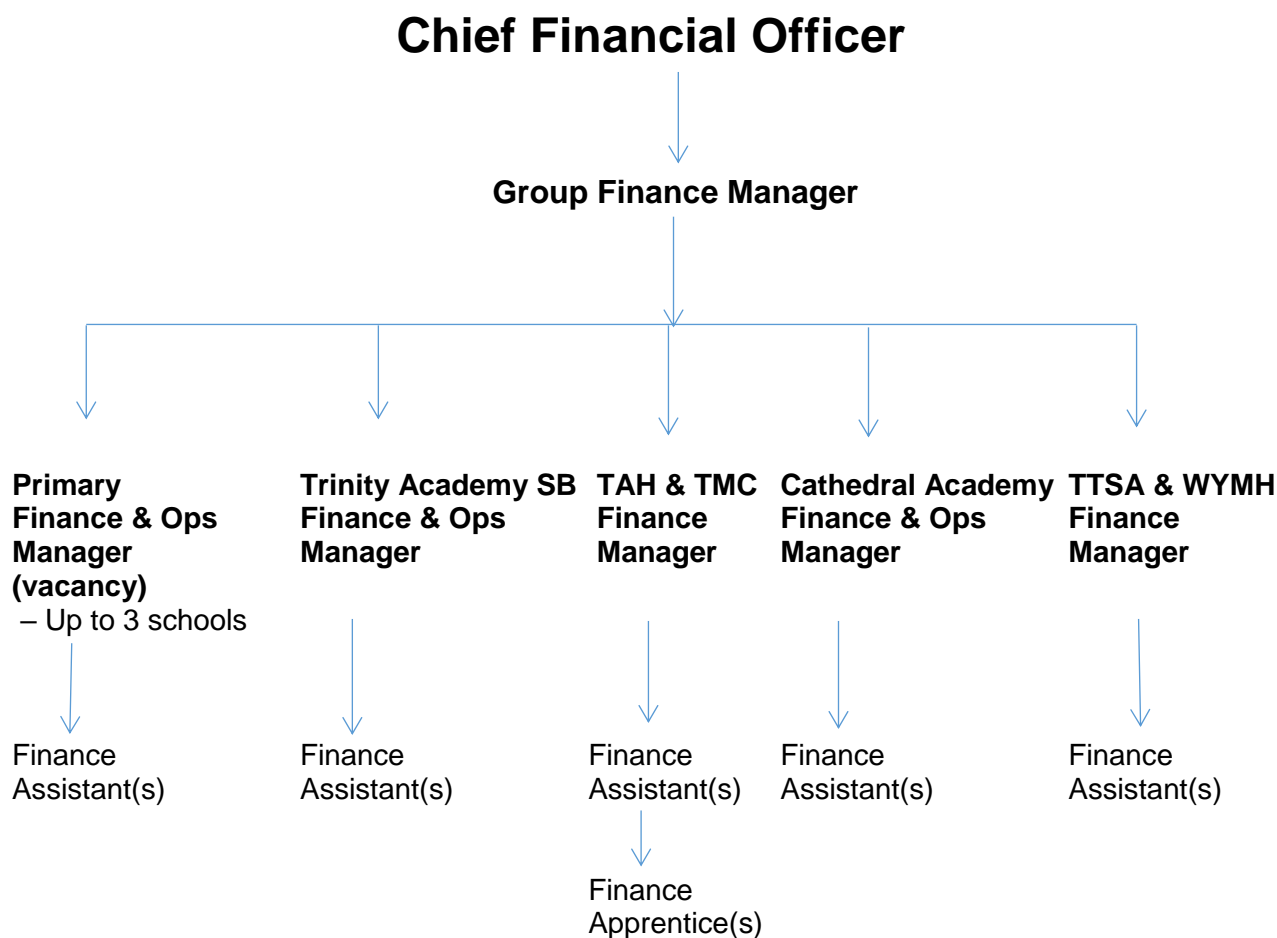 Chief Financial Officer
Group Finance Manager
Primary
Finance & Ops
Manager
(vacancy)
– Up to 3 schools
Trinity Academy SB
Finance & Ops
Manager
TAH & TMC
Finance
Manager
Cathedral Academy
Finance & Ops
Manager
TTSA & WYMH
Finance
Manager
Finance
Assistant(s)
Finance
Assistant(s)
Finance
Assistant(s)
Finance
Assistant(s)
Finance
Assistant(s)
Finance
Apprentice(s)